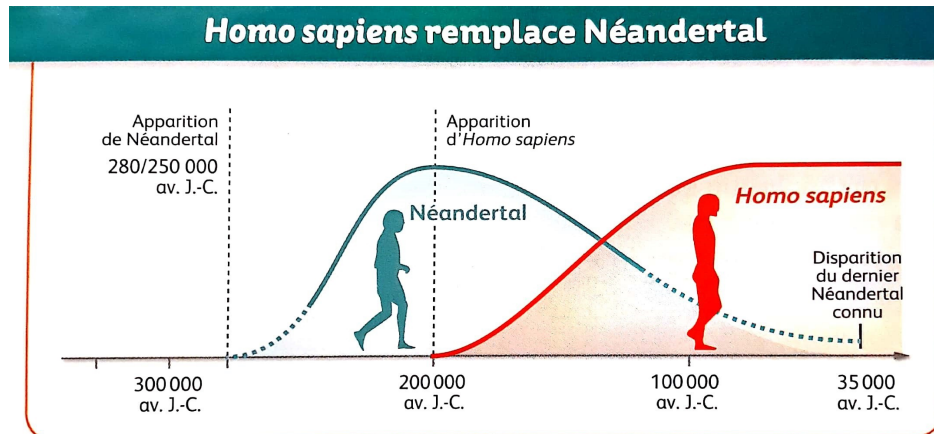 Homo sapiens remplace Néandertal
Apparition
de Néandertal
280/250 000
av. J.-C.
Apparition
d'Homo sapiens
Néandertal
Homo sapiens
Disparition
du dernier
Néandertal
connu
300 000
av. J.-C.
200 000
av. J.-C.
100 000
av. J.-C.
35 000
av. J.-C.